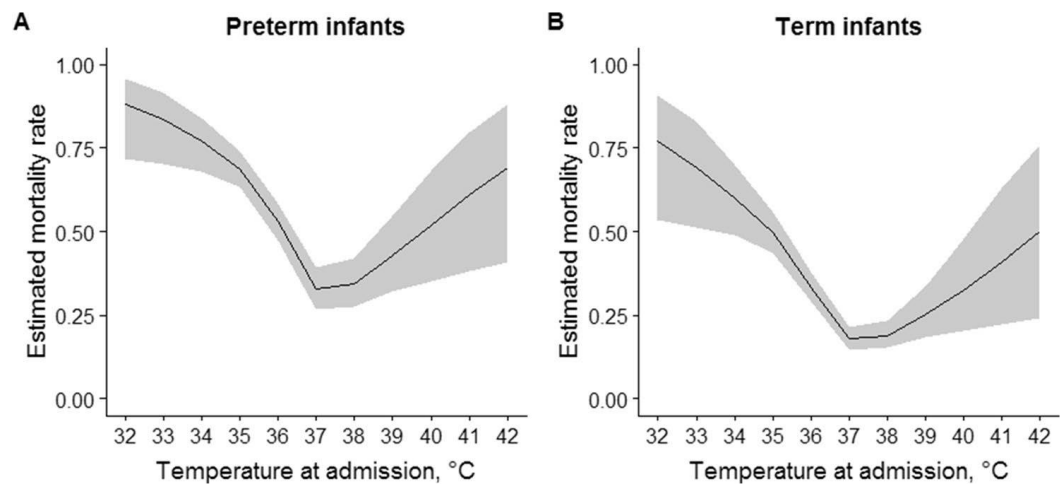 A
Preterm infants
Estimated mortality rate
1.00
0.75
0.50
0.25
0.00
32 33 34 35 36 37 38 39 40 41 42
Temperature at admission, °C
B
Term infants
Estimated mortality rate
1.00
0.75
0.50
0.25
0.00
32 33 34 35 36 37 38 39 40 41 42
Temperature at admission, °C